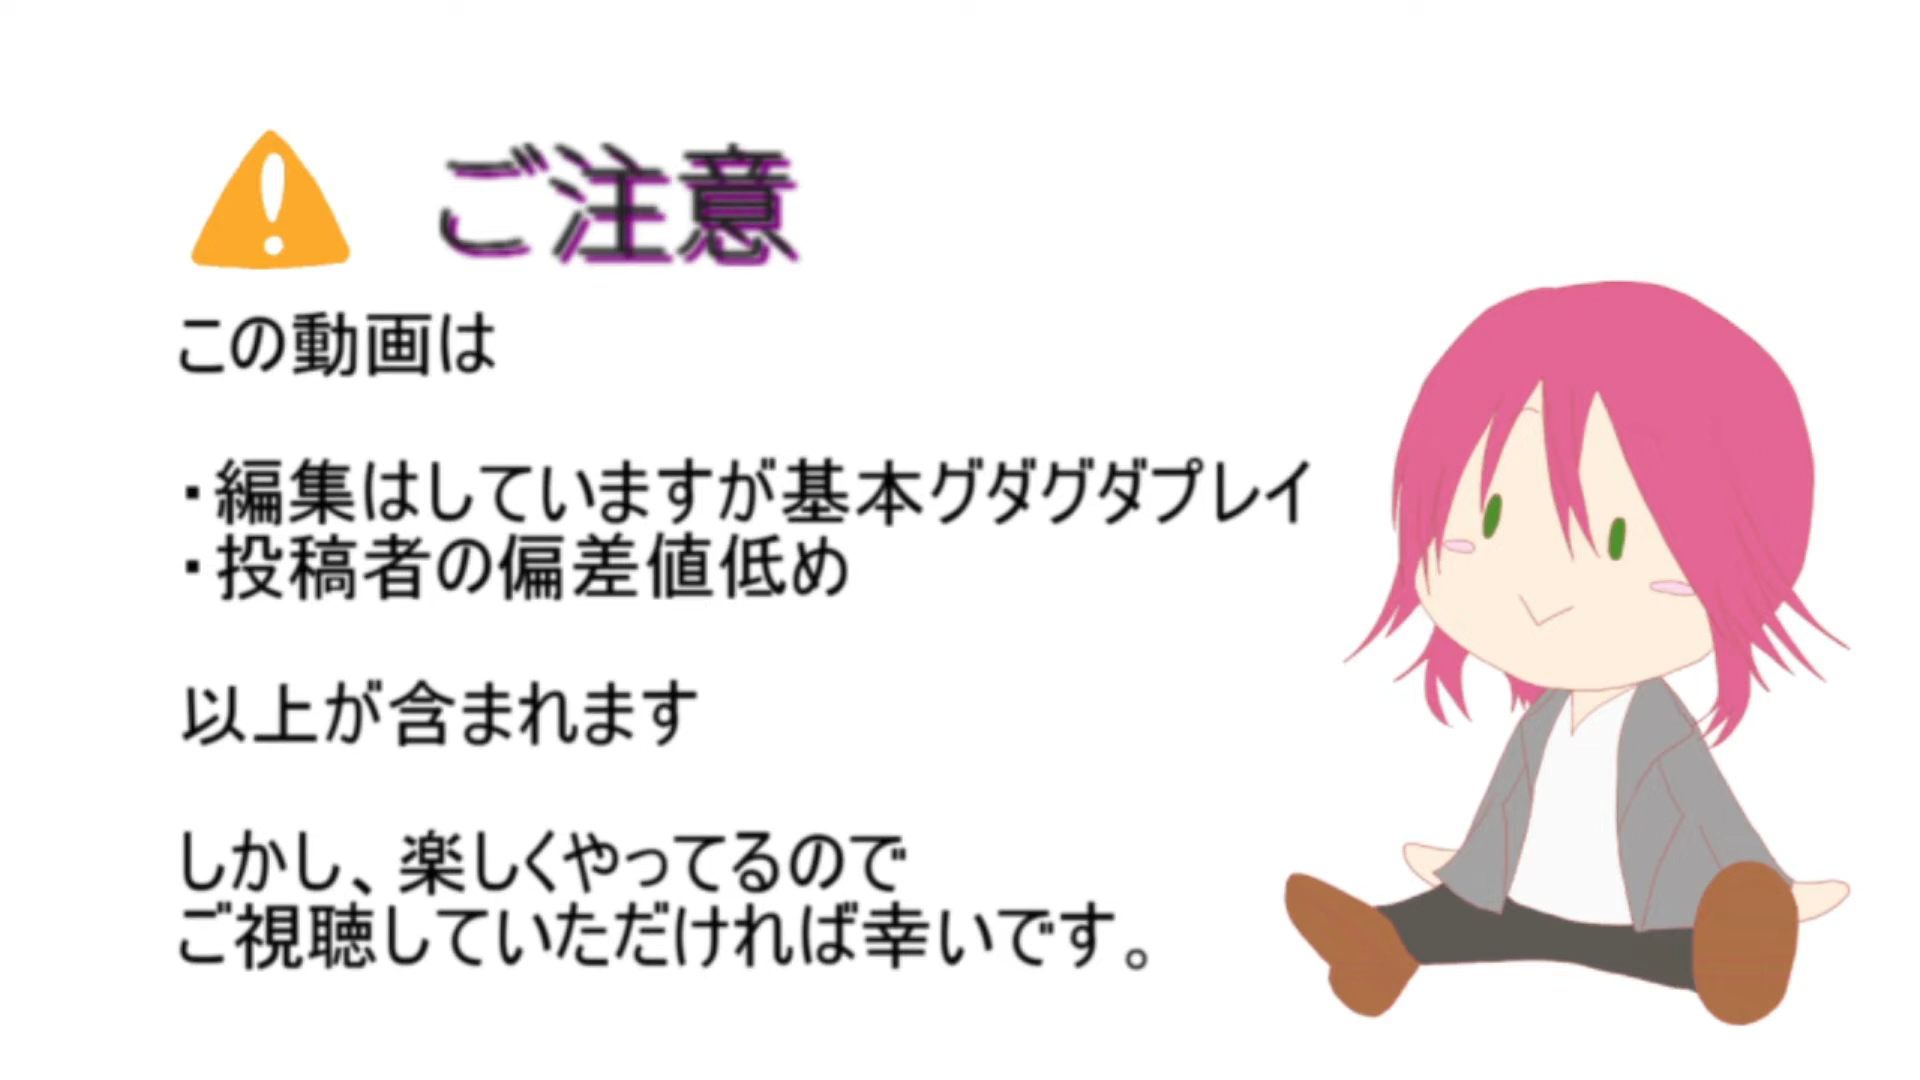 ご注意
この動画は
・編集はしていますが基本グダグダプレイ
・投稿者の偏差値低め
以上が含まれます
しかし、楽しくやってるので
ご視聴していただければ幸いです。